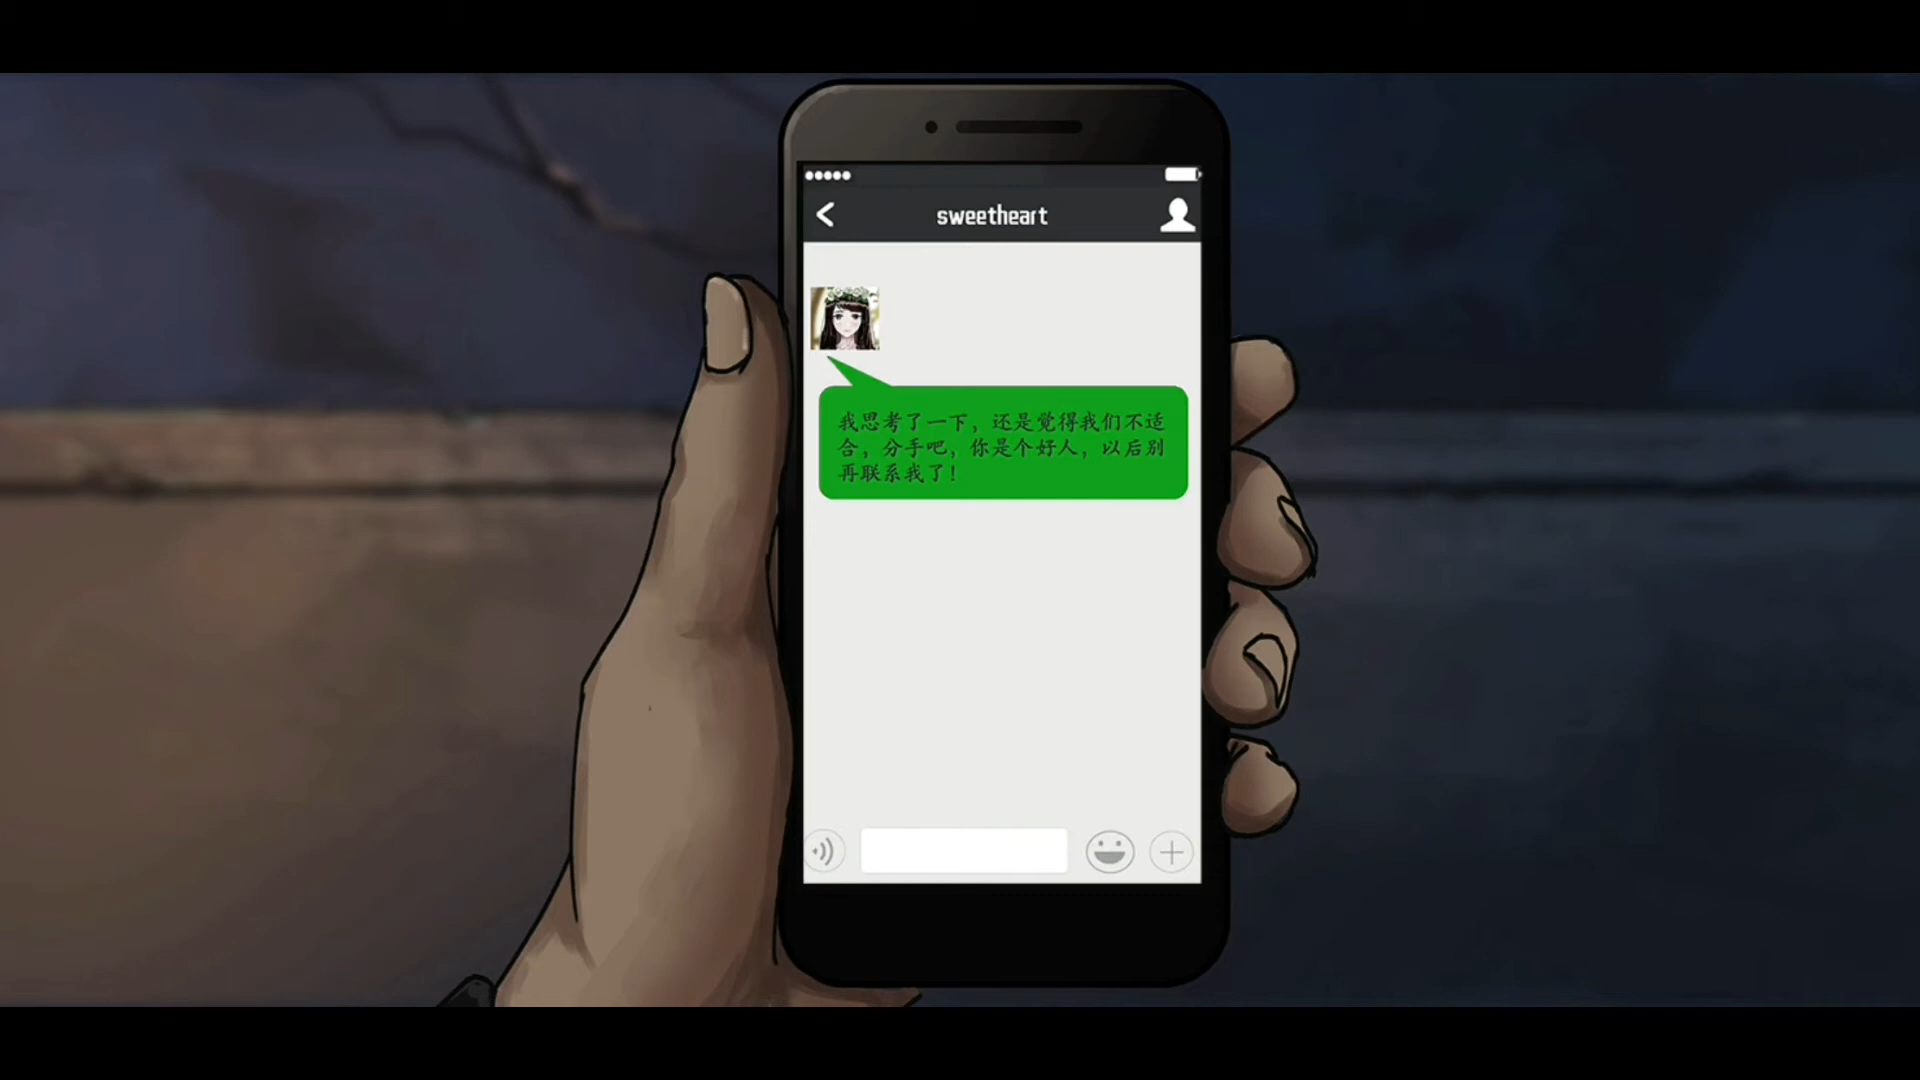 sweetheart
我思考了一下，还是觉得我们不适
合，分手吧，你是个好人，以后别
再联系我了！